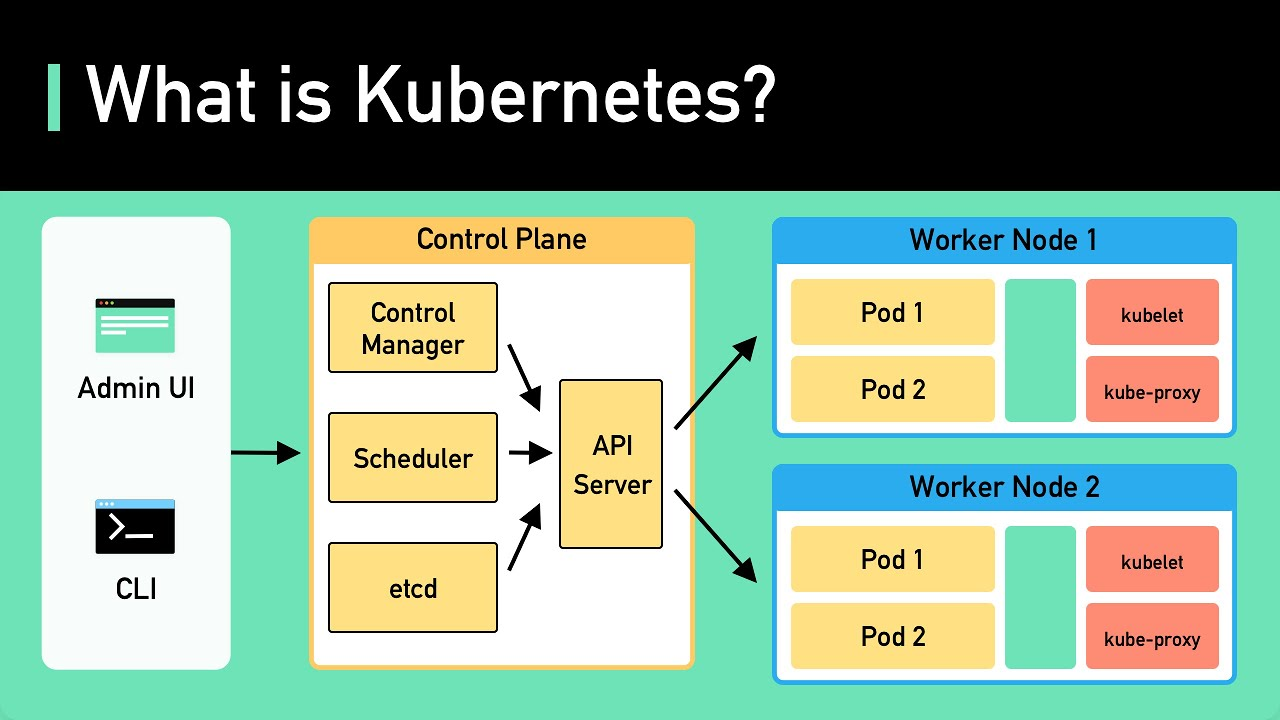 What is Kubernetes?
Admin UI
>_
CLI
Control Plane
Control
Manager
Scheduler
etcd
API
Server
Worker Node 1
Pod 1
Pod 2
kubelet
kube-proxy
Worker Node 2
Pod 1
Pod 2
kubelet
kube-proxy